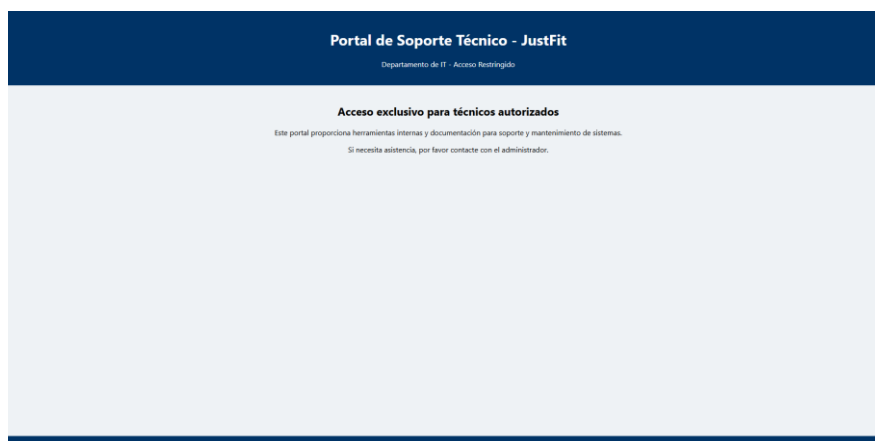 Portal de Soporte Técnico - JustFit
Departamento de IT - Acceso Restringido
Acceso exclusivo para técnicos autorizados
Este portal proporciona herramientas internas y documentación para soporte y mantenimiento de sistemas.
Si necesita asistencia, por favor contacte con el administrador.